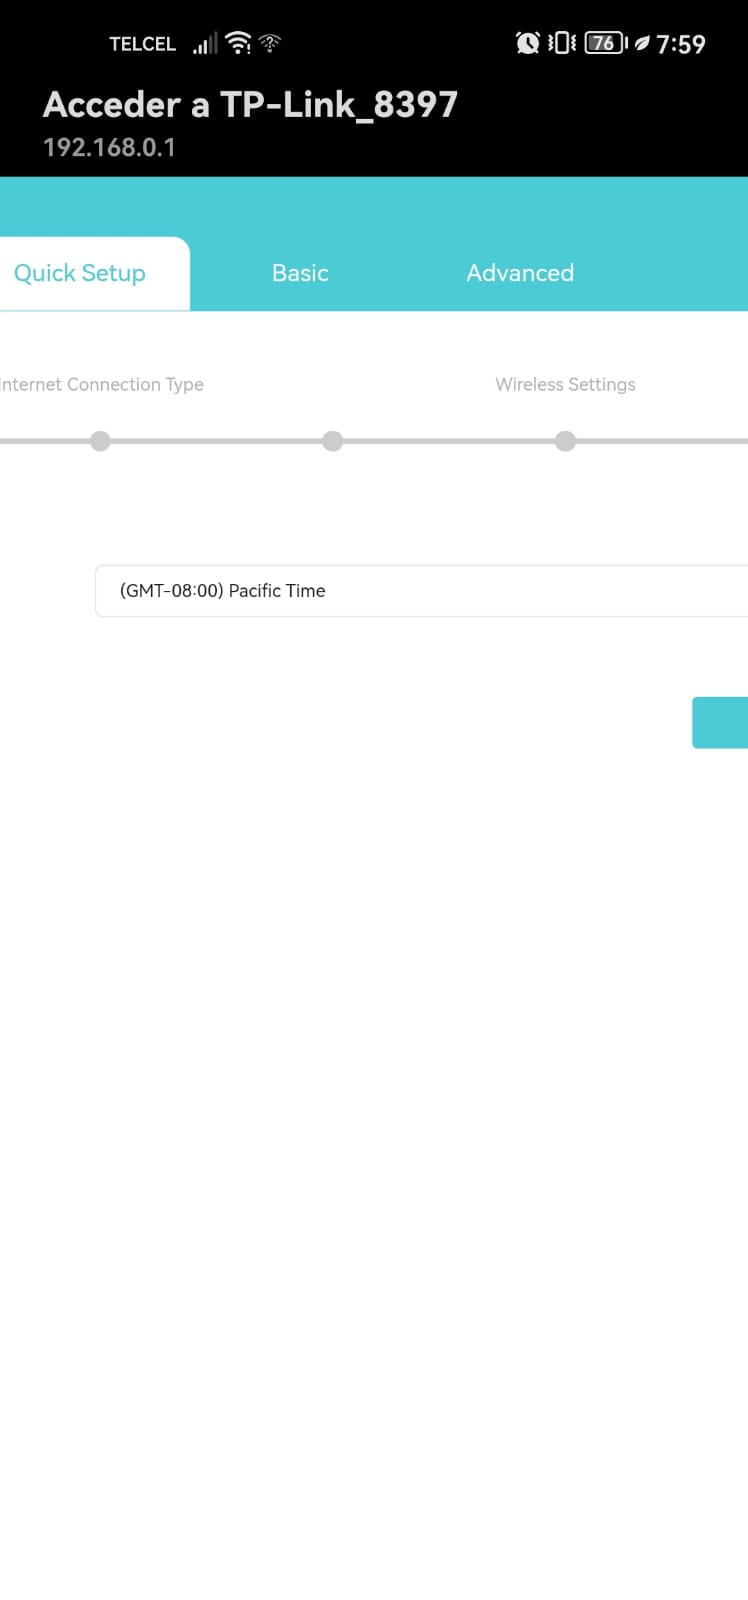 TELCEL 76 7:59
Acceder a TP-Link_8397
192.168.0.1
Quick Setup Basic Advanced
Internet Connection Type Wireless Settings
(GMT-08:00) Pacific Time